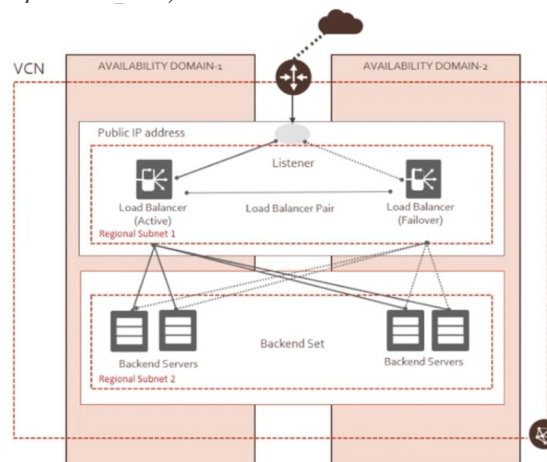 AVAILABILITY DOMAIN-1
AVAILABILITY DOMAIN-2
VCN
Public IP address
Listener
Load Balancer
(Active)
Load Balancer Pair
Load Balancer
(Failover)
Regional Subnet 1
Backend Servers
Backend Set
Backend Servers
Regional Subnet 2